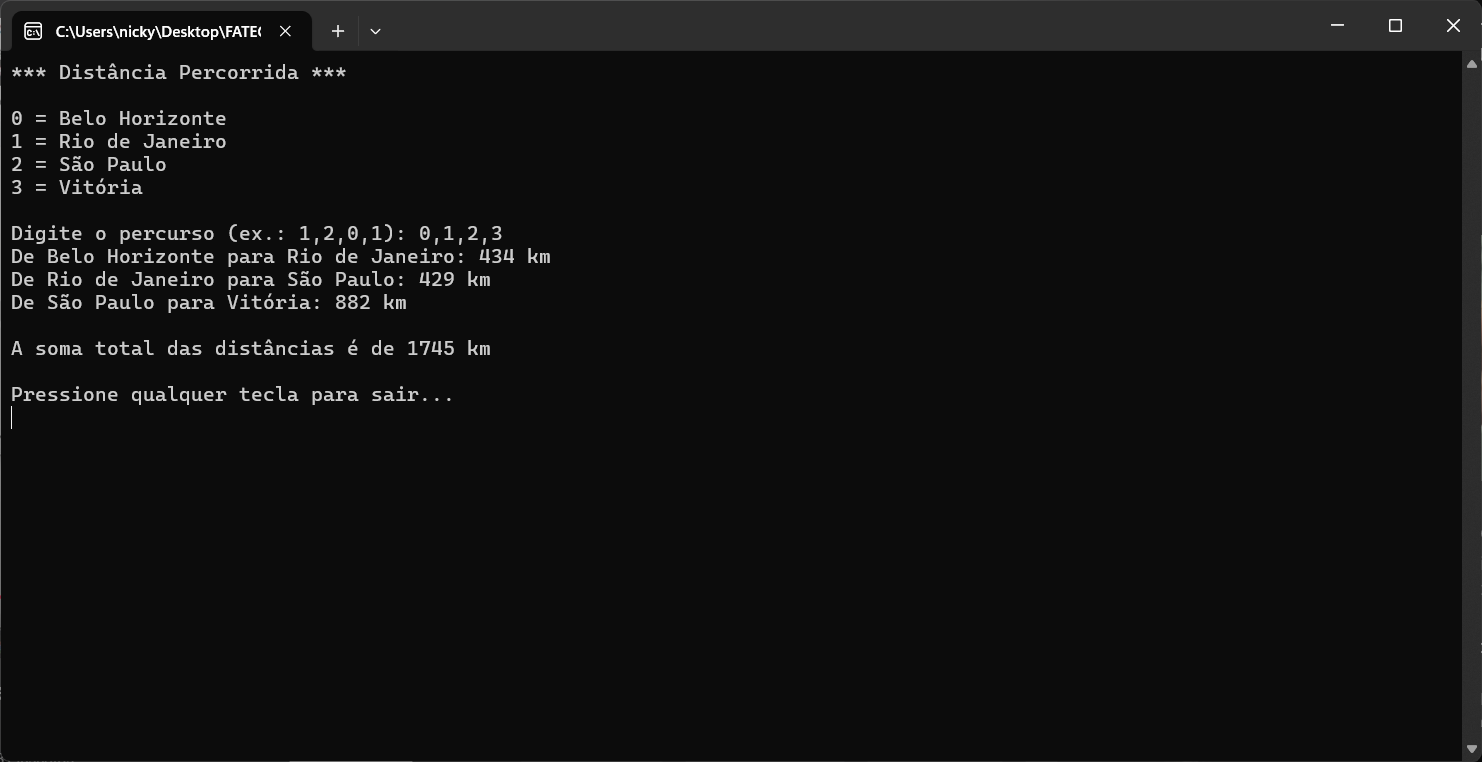 C:\Users\nicky\Desktop\FATEC
*** Distância Percorrida ***
0 = Belo Horizonte
1 = Rio de Janeiro
2 = São Paulo
3 = Vitória
Digite o percurso (ex.: 1,2,0,1): 0,1,2,3
De Belo Horizonte para Rio de Janeiro: 434 km
De Rio de Janeiro para São Paulo: 429 km
De São Paulo para Vitória: 882 km
A soma total das distâncias é de 1745 km
Pressione qualquer tecla para sair...